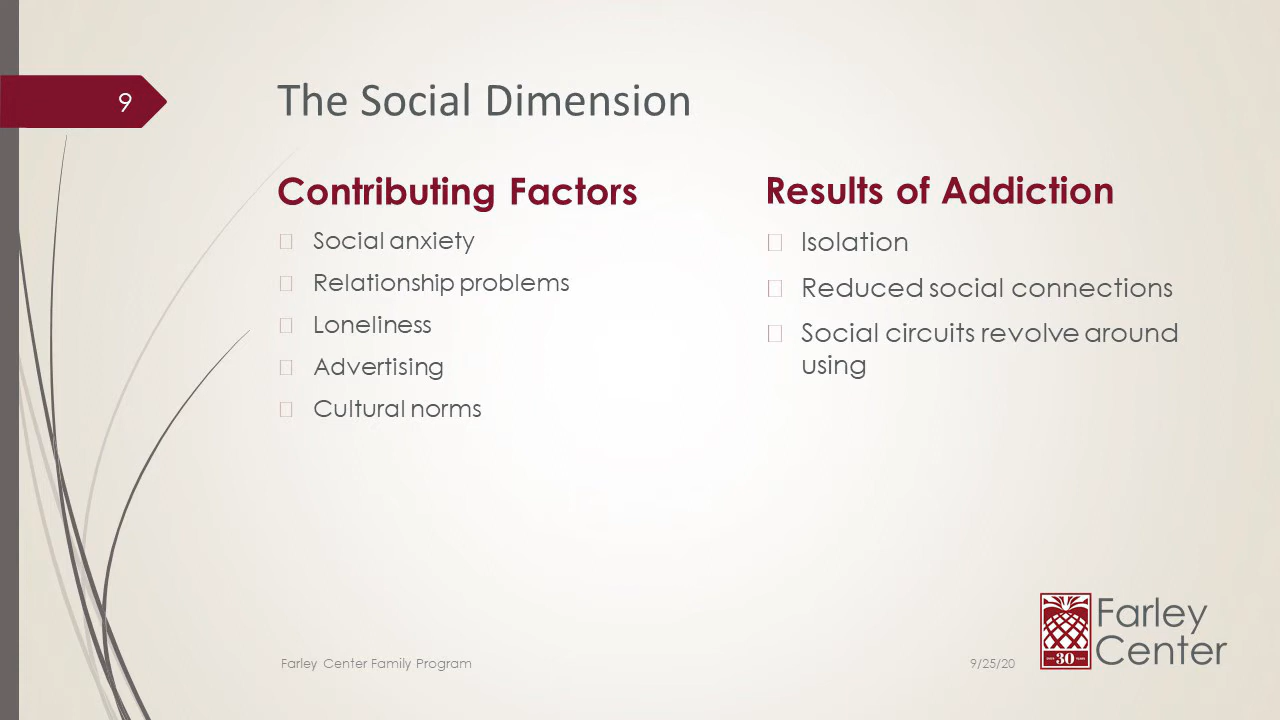 9
The Social Dimension
Contributing Factors
Social anxiety
Relationship problems
Loneliness
Advertising
Cultural norms
Results of Addiction
Isolation
Reduced social connections
Social circuits revolve around
using
Farley Center Family Program
9/25/20
30
Farley
Center